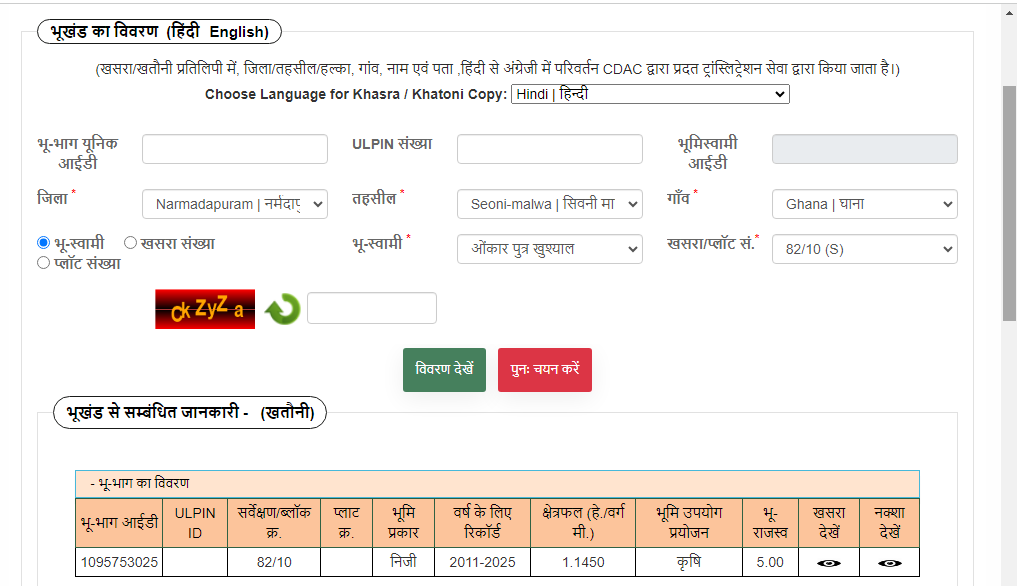 भूखंड का विवरण (हिंदी English)
(खसरा/खतौनी प्रतिलिपी में, जिला/तहसील/हल्का, गांव, नाम एवं पता ,हिंदी से अंग्रेजी में परिवर्तन CDAC द्वारा प्रदत ट्रांस्लिट्रेशन सेवा द्वारा किया जाता है।)
Choose Language for Khasra / Khatoni Copy: Hindi | हिन्दी
भू-भाग यूनिक आईडी
ULPIN संख्या
भूमिस्वामी आईडी
जिला * Narmadapuram | नर्मदापु
तहसील * Seoni-malwa | सिवनी मा
गाँव * Ghana | घाना
भू-स्वामी खसरा संख्या
प्लॉट संख्या
भू-स्वामी * ओंकार पुत्र खुश्याल
खसरा/प्लॉट सं.* 82/10 (S)
Ck ZyZ a
विवरण देखें पुनः चयन करें
भूखंड से सम्बंधित जानकारी - (खतौनी)
- भू-भाग का विवरण
भू-भाग आईडी ULPIN ID सर्वेक्षण/ब्लॉक क्र. प्लाट क्र. भूमि प्रकार वर्ष के लिए रिकॉर्ड क्षेत्रफल (हे./वर्ग मी.) भूमि उपयोग प्रयोजन भू-राजस्व खसरा देखें नक्शा देखें
1095753025 82/10 निजी 2011-2025 1.1450 कृषि 5.00